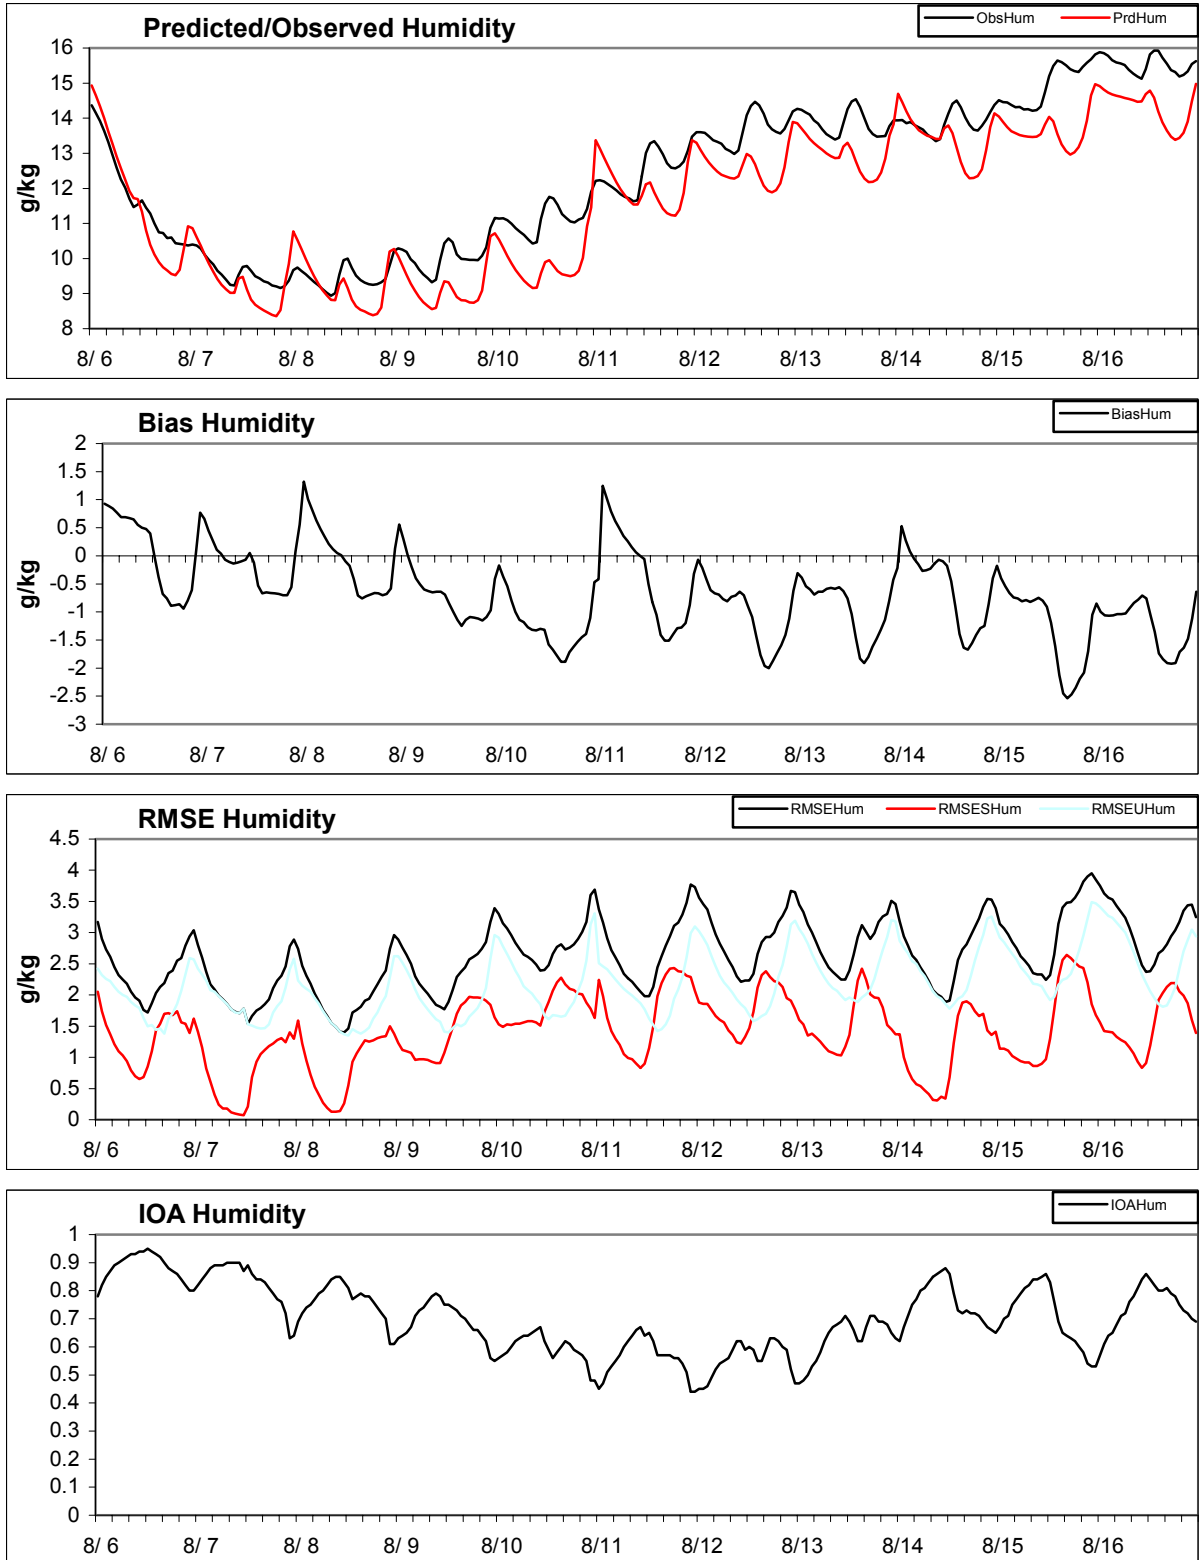 Predicted/Observed Humidity
ObsHum PrdHum
16
15
14
13
12
11
10
9
8
g/kg
8/ 6 8/ 7 8/ 8 8/ 9 8/10 8/11 8/12 8/13 8/14 8/15 8/16
Bias Humidity
BiasHum
2
1.5
1
0.5
0
-0.5
-1
-1.5
-2
-2.5
-3
g/kg
8/ 6 8/ 7 8/ 8 8/ 9 8/10 8/11 8/12 8/13 8/14 8/15 8/16
RMSE Humidity
RMSEHum RMSESHum RMSEUHum
4.5
4
3.5
3
2.5
2
1.5
1
0.5
0
g/kg
8/ 6 8/ 7 8/ 8 8/ 9 8/10 8/11 8/12 8/13 8/14 8/15 8/16
IOA Humidity
IOAHum
1
0.9
0.8
0.7
0.6
0.5
0.4
0.3
0.2
0.1
0
8/ 6 8/ 7 8/ 8 8/ 9 8/10 8/11 8/12 8/13 8/14 8/15 8/16